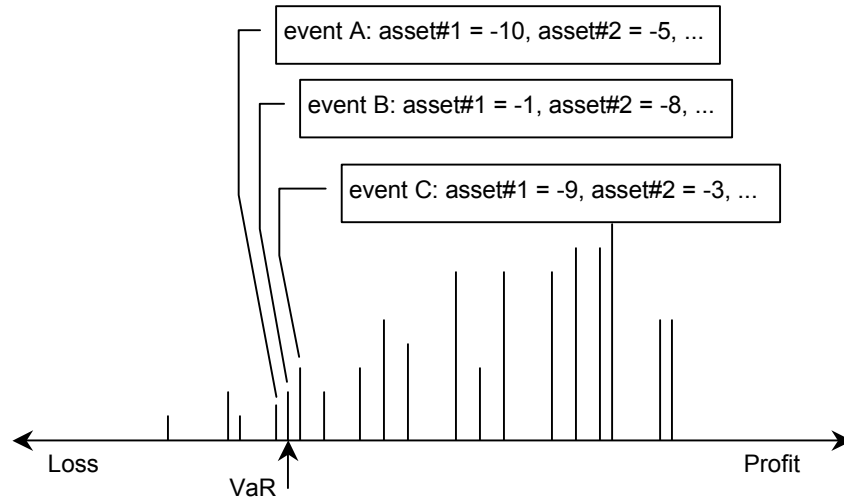 event A: asset#1 = -10, asset#2 = -5, ...
event B: asset#1 = -1, asset#2 = -8, ...
event C: asset#1 = -9, asset#2 = -3, ...
Loss
Profit
VaR